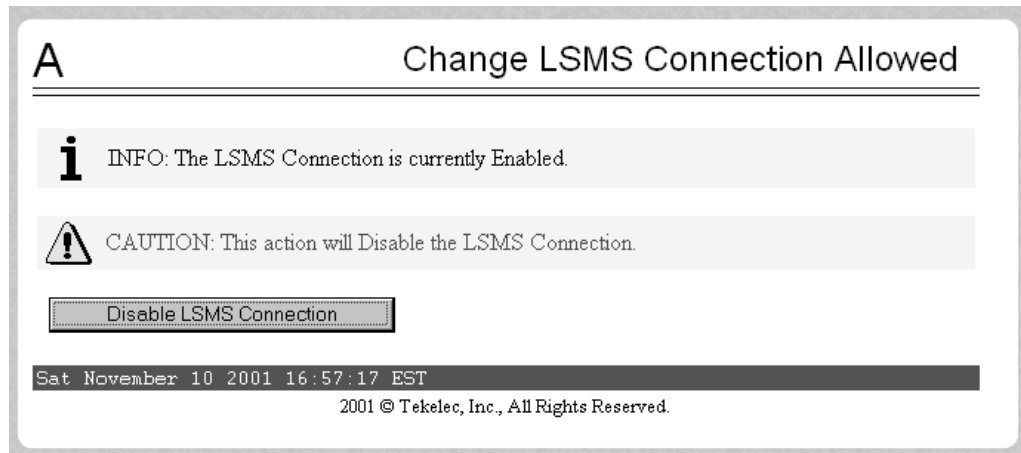 A
Change LSMS Connection Allowed
INFO: The LSMS Connection is currently Enabled.
CAUTION: This action will Disable the LSMS Connection.
Disable LSMS Connection
Sat November 10 2001 16:57:17 EST
2001 © Tekelec, Inc., All Rights Reserved.